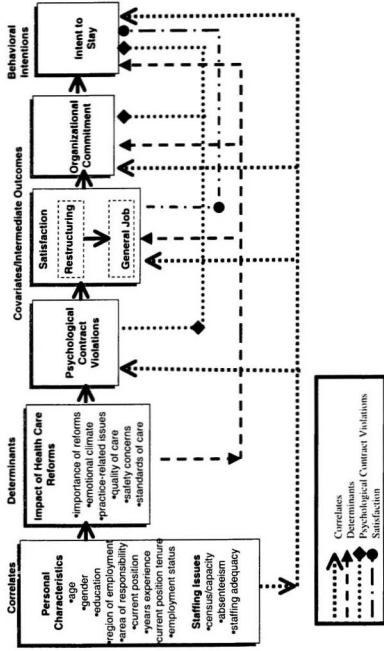 Correlates
Personal
Characteristics
•age
•gender
•education
•region of employment
•area of responsibility
•current position
•years experience
•current position tenure
•employment status
Staffing Issues
•census/capacity
•absenteeism
•staffing adequacy
Determinants
Impact of Health Care
Reforms
•importance of reforms
•emotional climate
•practice-related issues
•quality of care
•safety concerns
•standards of care
Covariates/Intermediate Outcomes
Psychological
Contract
Violations
Satisfaction
Restructuring
General Job
Organizational
Commitment
Behavioral
Intentions
Intent to
Stay
Correlates
Determinants
Psychological Contract Violations
Satisfaction